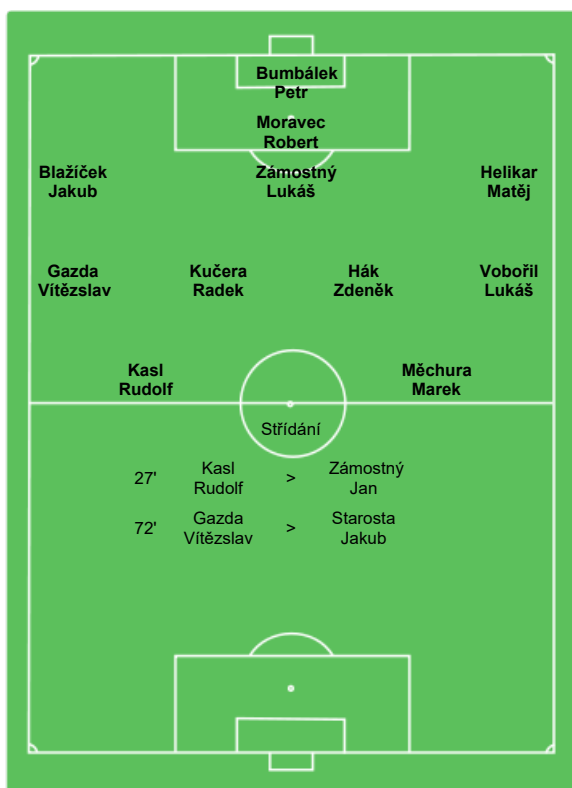 Bumbálek
Petr
Moravec
Robert
Blažíček
Jakub
Zámostný
Lukáš
Helikar
Matěj
Gazda
Vítězslav
Kučera
Radek
Hák
Zdeněk
Vobořil
Lukáš
Kasl
Rudolf
Měchura
Marek
Střídání
27' Kasl Rudolf > Zámostný Jan
72' Gazda Vítězslav > Starosta Jakub